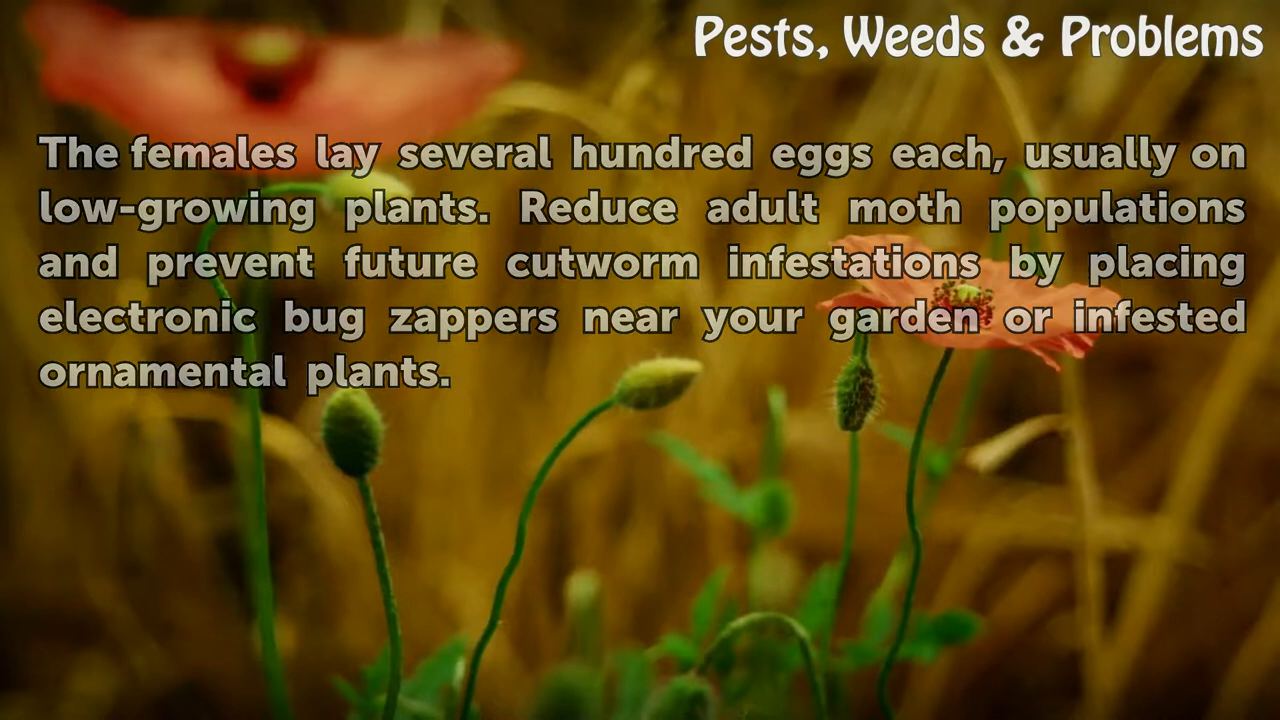 Pests, Weeds & Problems
The females lay several hundred eggs each, usually on
low-growing plants. Reduce adult moth populations
and prevent future cutworm infestations by placing
electronic bug zappers near your garden or infested
ornamental plants.